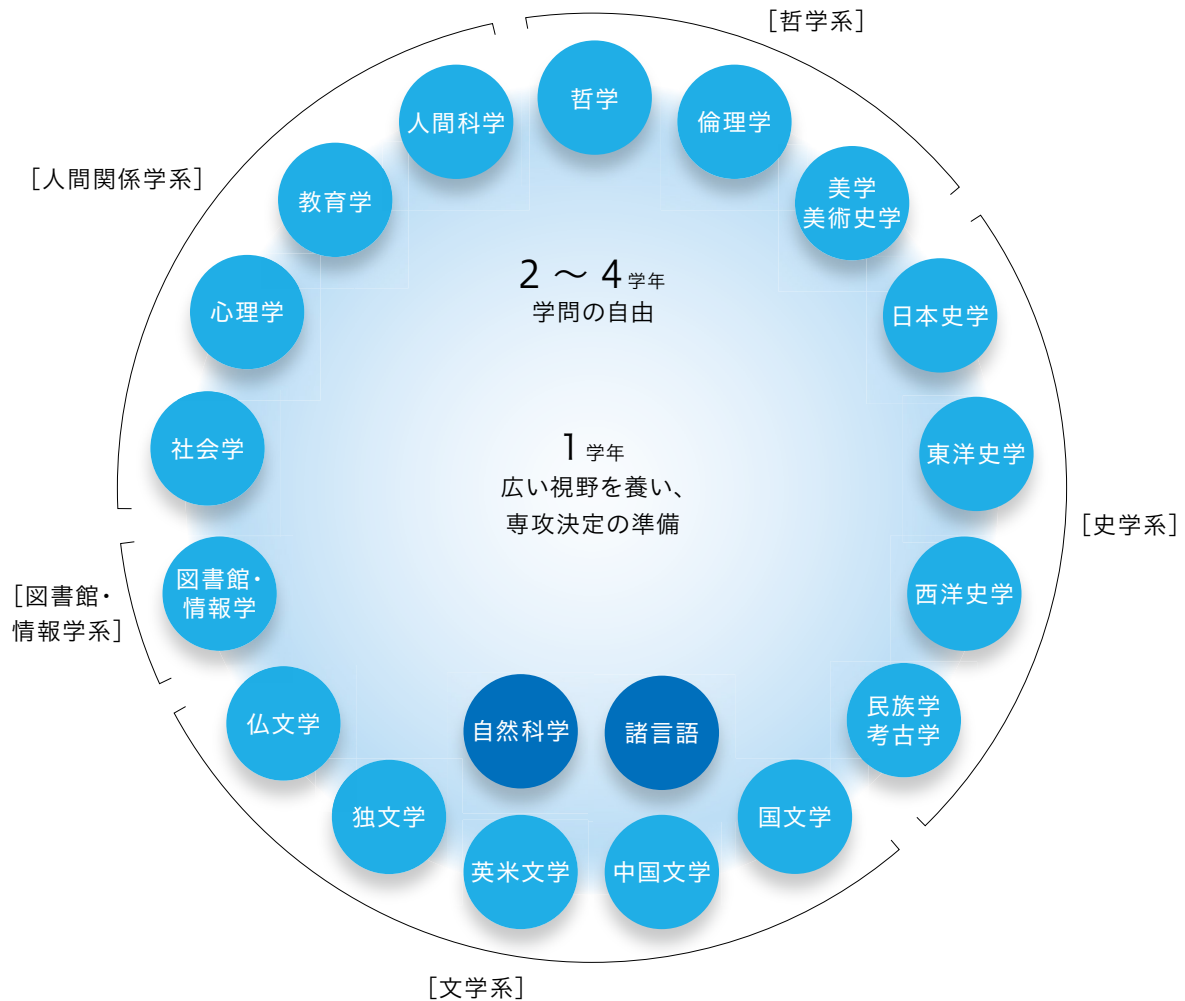 ［哲学系］
哲学
倫理学
美学
美術史学
［史学系］
日本史学
東洋史学
西洋史学
民族学
考古学
［文学系］
国文学
中国文学
英米文学
独文学
仏文学
［図書館・
情報学系］
図書館・
情報学
［人間関係学系］
社会学
心理学
教育学
人間科学
2 ～ 4 学年
学問の自由
1 学年
広い視野を養い、
専攻決定の準備
自然科学
諸言語